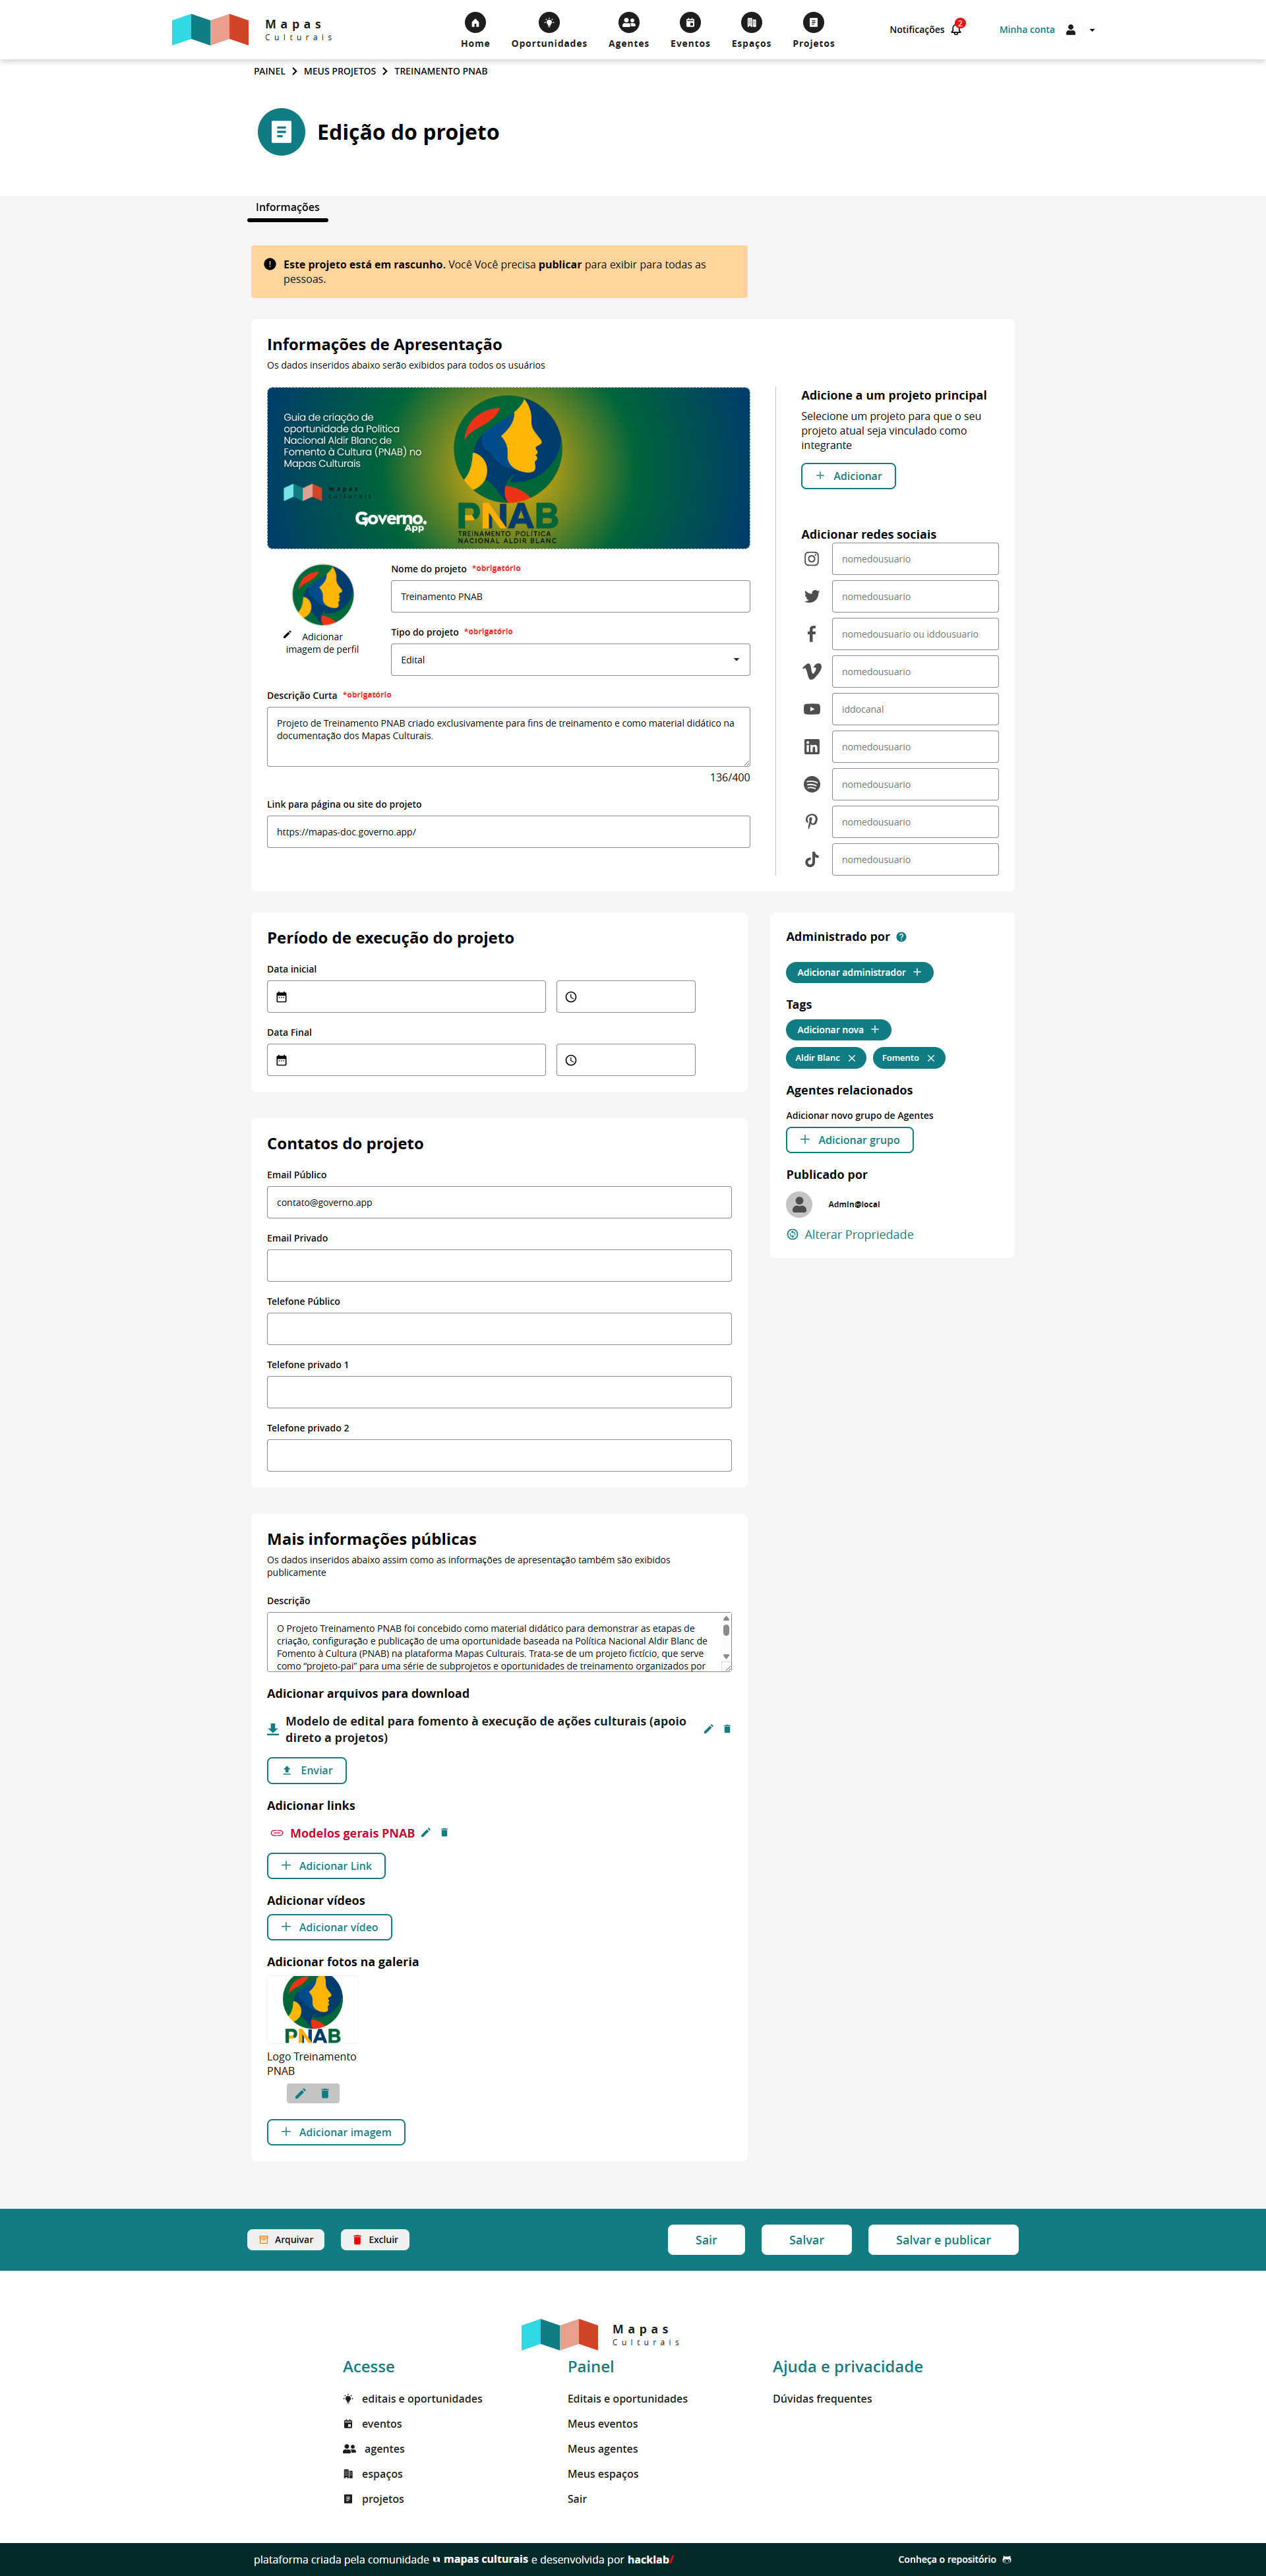 Mapas
Culturais
Home
Oportunidades
Agentes
Eventos
Espaços
Projetos
Notificações
2
Minha conta
PAINEL
MEUS PROJETOS
TREINAMENTO PNAB
Edição do projeto
Informações
Este projeto está em rascunho. Você Você precisa publicar para exibir para todas as
pessoas.
Informações de Apresentação
Os dados inseridos abaixo serão exibidos para todos os usuários
Guia de criação de
oportunidade da Política
Nacional Aldir Blanc de
Fomento à Cultura (PNAB) no
Mapas Culturais
mapas
culturais
Governo.
App
PNAB
TREINAMENTO POLÍTICA
NACIONAL ALDIR BLANC
Adicionar
imagem de perfil
Nome do projeto *obrigatório
Treinamento PNAB
Tipo do projeto *obrigatório
Edital
Descrição Curta *obrigatório
Projeto de Treinamento PNAB criado exclusivamente para fins de treinamento e como material didático na
documentação dos Mapas Culturais.
136/400
Link para página ou site do projeto
https://mapas-doc.governo.app/
Adicione a um projeto principal
Selecione um projeto para que o seu
projeto atual seja vinculado como
integrante
Adicionar
Adicionar redes sociais
nomedousuario
nomedousuario
nomedousuario ou iddousuario
nomedousuario
iddocanal
nomedousuario
nomedousuario
nomedousuario
nomedousuario
Período de execução do projeto
Data inicial
Data Final
Contatos do projeto
Email Público
contato@governo.app
Email Privado
Telefone Público
Telefone privado 1
Telefone privado 2
Administrado por
Adicionar administrador
Tags
Adicionar nova
Aldir Blanc
Fomento
Agentes relacionados
Adicionar novo grupo de Agentes
Adicionar grupo
Publicado por
Admin@local
Alterar Propriedade
Mais informações públicas
Os dados inseridos abaixo assim como as informações de apresentação também são exibidos
publicamente
Descrição
O Projeto Treinamento PNAB foi concebido como material didático para demonstrar as etapas de
criação, configuração e publicação de uma oportunidade baseada na Política Nacional Aldir Blanc de
Fomento à Cultura (PNAB) na plataforma Mapas Culturais. Trata-se de um projeto fictício, que serve
como “projeto-pai” para uma série de subprojetos e oportunidades de treinamento organizados por
Adicionar arquivos para download
Modelo de edital para fomento à execução de ações culturais (apoio
direto a projetos)
Enviar
Adicionar links
Modelos gerais PNAB
Adicionar Link
Adicionar vídeos
Adicionar vídeo
Adicionar fotos na galeria
PNAB
Logo Treinamento
PNAB
Adicionar imagem
Arquivar
Excluir
Sair
Salvar
Salvar e publicar
Mapas
Culturais
Acesse
editais e oportunidades
eventos
agentes
espaços
projetos
Painel
Editais e oportunidades
Meus eventos
Meus agentes
Meus espaços
Sair
Ajuda e privacidade
Dúvidas frequentes
plataforma criada pela comunidade mapas culturais e desenvolvida por hacklab/
Conheça o repositório